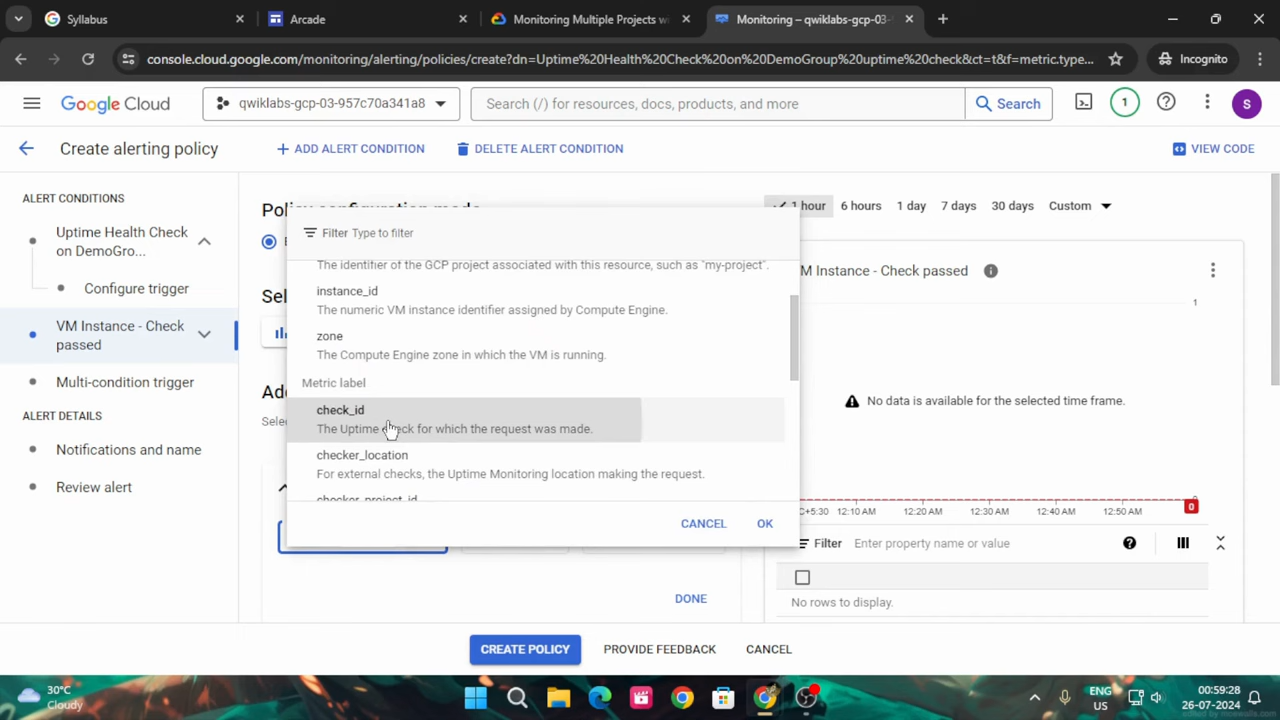 Syllabus
Arcade
Monitoring Multiple Projects w
Monitoring – qwiklabs-gcp-03-
console.cloud.google.com/monitoring/alerting/policies/create?dn=Uptime%20Health%20Check%20on%20DemoGroup%20uptime%20check&ct=t&f=metric.type...
Incognito
Google Cloud
qwiklabs-gcp-03-957c70a341a8
Search (/) for resources, docs, products, and more
Search
1
S
Create alerting policy
ADD ALERT CONDITION
DELETE ALERT CONDITION
VIEW CODE
ALERT CONDITIONS
Uptime Health Check
on DemoGro...
Configure trigger
VM Instance - Check
passed
Multi-condition trigger
ALERT DETAILS
Notifications and name
Review alert
Filter Type to filter
The identifier of the GCP project associated with this resource, such as "my-project".
instance_id
The numeric VM instance identifier assigned by Compute Engine.
zone
The Compute Engine zone in which the VM is running.
Metric label
check_id
The Uptime check for which the request was made.
checker_location
For external checks, the Uptime Monitoring location making the request.
checker_project_id
CANCEL
OK
DONE
1 hour
6 hours
1 day
7 days
30 days
Custom
M Instance - Check passed
1
No data is available for the selected time frame.
C+5:30
12:10 AM
12:20 AM
12:30 AM
12:40 AM
12:50 AM
0
Filter Enter property name or value
No rows to display.
CREATE POLICY
PROVIDE FEEDBACK
CANCEL
30°C
Cloudy
ENG
US
00:59:28
26-07-2024